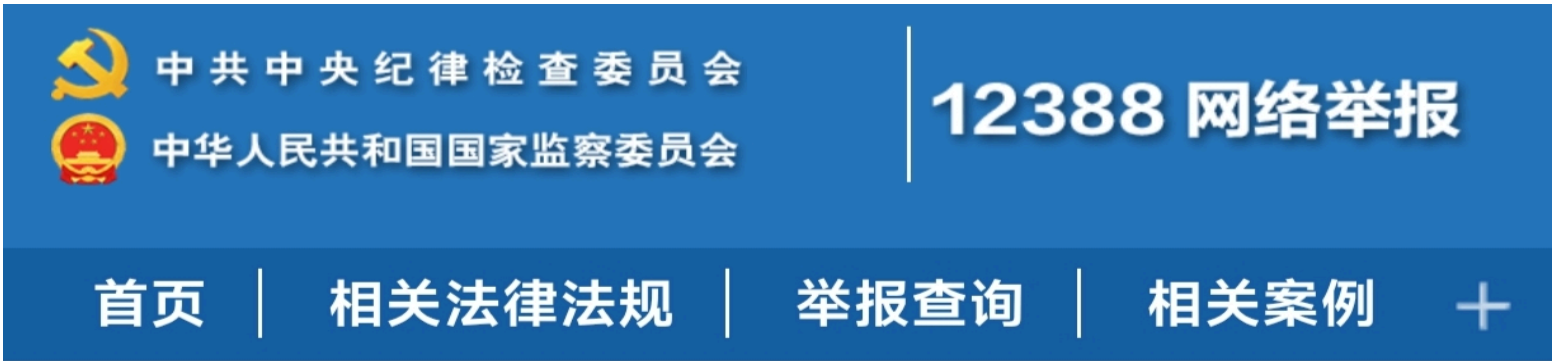 中共中央纪律检查委员会
中华人民共和国国家监察委员会
12388 网络举报
首页 相关法律法规 举报查询 相关案例